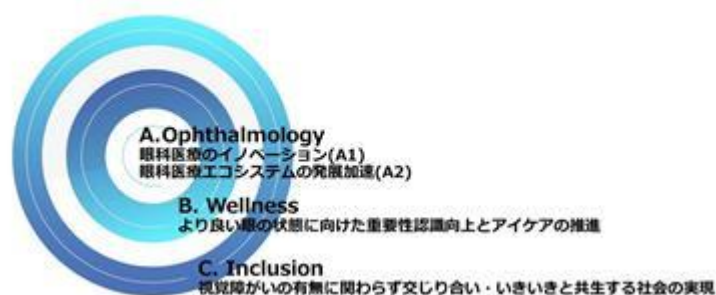 A.Ophthalmology
眼科医療のイノベーション(A1)
眼科医療エコシステムの発展加速(A2)
B. Wellness
より良い眼の状態に向けた重要性認識向上とアイケアの推進
C. Inclusion
視覚障がいの有無に関わらず交じり合い・いきいきと共生する社会の実現